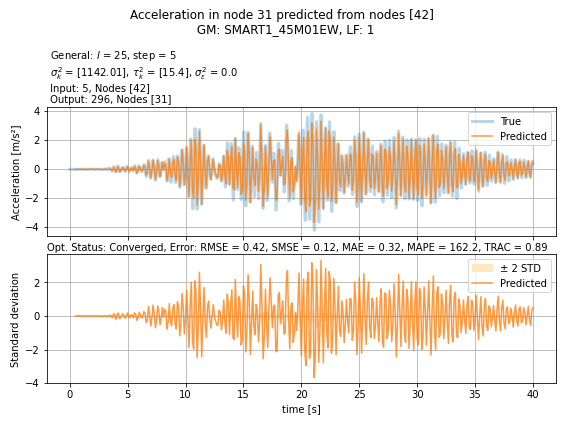 Acceleration in node 31 predicted from nodes [42]
GM: SMART1_45M01EW, LF: 1
General: l = 25, step = 5
σ²ₖ = [1142.01], τ²ₖ = [15.4], σ²ε = 0.0
Input: 5, Nodes [42]
Output: 296, Nodes [31]
4
2
0
−2
−4
Acceleration [m/s²]
True
Predicted
Opt. Status: Converged, Error: RMSE = 0.42, SMSE = 0.12, MAE = 0.32, MAPE = 162.2, TRAC = 0.89
2
0
−2
−4
Standard deviation
± 2 STD
Predicted
0 5 10 15 20 25 30 35 40
time [s]